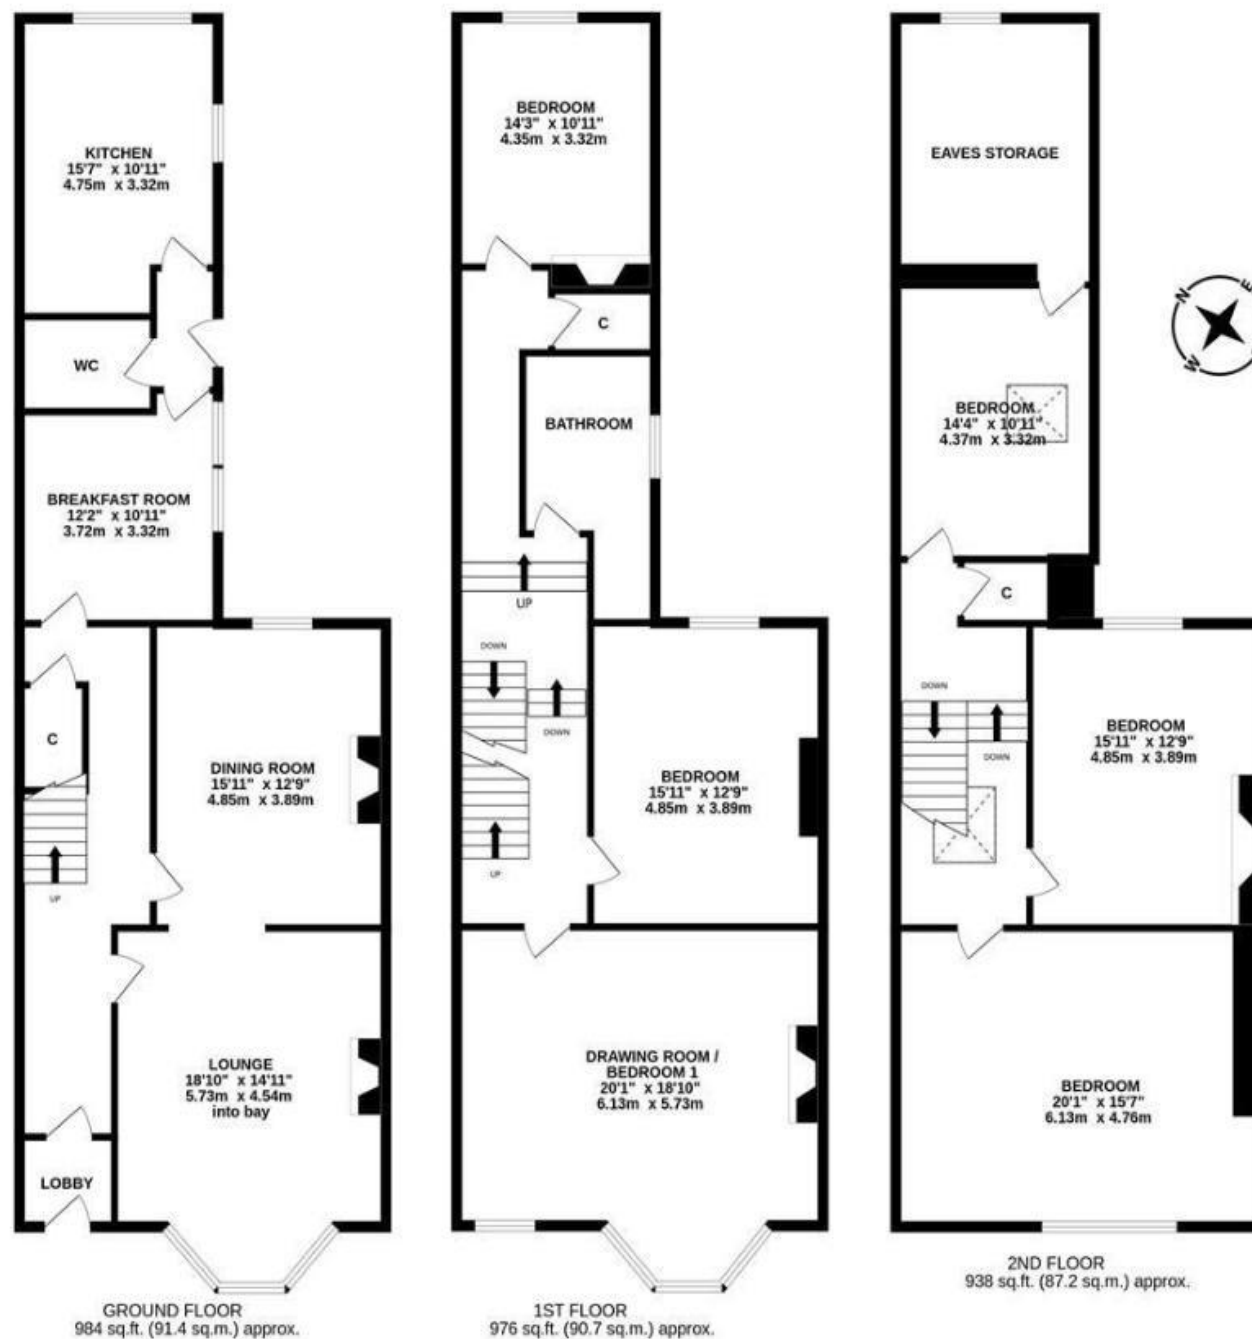 KITCHEN
15'7" x 10'11"
4.75m x 3.32m
WC
BREAKFAST ROOM
12'2" x 10'11"
3.72m x 3.32m
C
DINING ROOM
15'11" x 12'9"
4.85m x 3.89m
UP
LOUNGE
18'10" x 14'11"
5.73m x 4.54m
into bay
LOBBY
GROUND FLOOR
984 sq.ft. (91.4 sq.m.) approx.
BEDROOM
14'3" x 10'11"
4.35m x 3.32m
C
BATHROOM
UP
DOWN
DOWN
BEDROOM
15'11" x 12'9"
4.85m x 3.89m
UP
DRAWING ROOM /
BEDROOM 1
20'1" x 18'10"
6.13m x 5.73m
1ST FLOOR
976 sq.ft. (90.7 sq.m.) approx.
EAVES STORAGE
N
E
W
BEDROOM
14'4" x 10'11"
4.37m x 3.32m
C
DOWN
DOWN
BEDROOM
15'11" x 12'9"
4.85m x 3.89m
BEDROOM
20'1" x 15'7"
6.13m x 4.76m
2ND FLOOR
938 sq.ft. (87.2 sq.m.) approx.